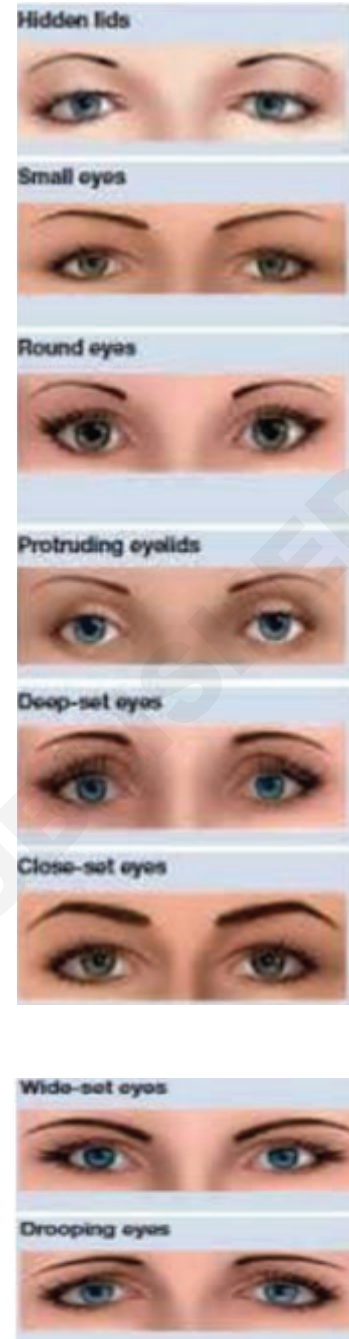 Hidden lids
Small eyes
Round eyes
Protruding eyelids
Deep-set eyes
Close-set eyes
Wide-set eyes
Drooping eyes